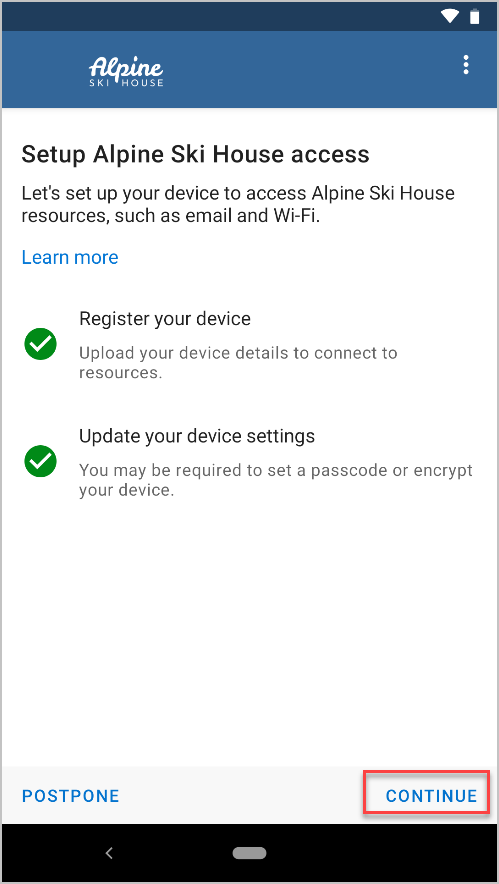 Alpine
SKI HOUSE
Setup Alpine Ski House access
Let's set up your device to access Alpine Ski House
resources, such as email and Wi-Fi.
Learn more
Register your device
Upload your device details to connect to
resources.
Update your device settings
You may be required to set a passcode or encrypt
your device.
POSTPONE
CONTINUE